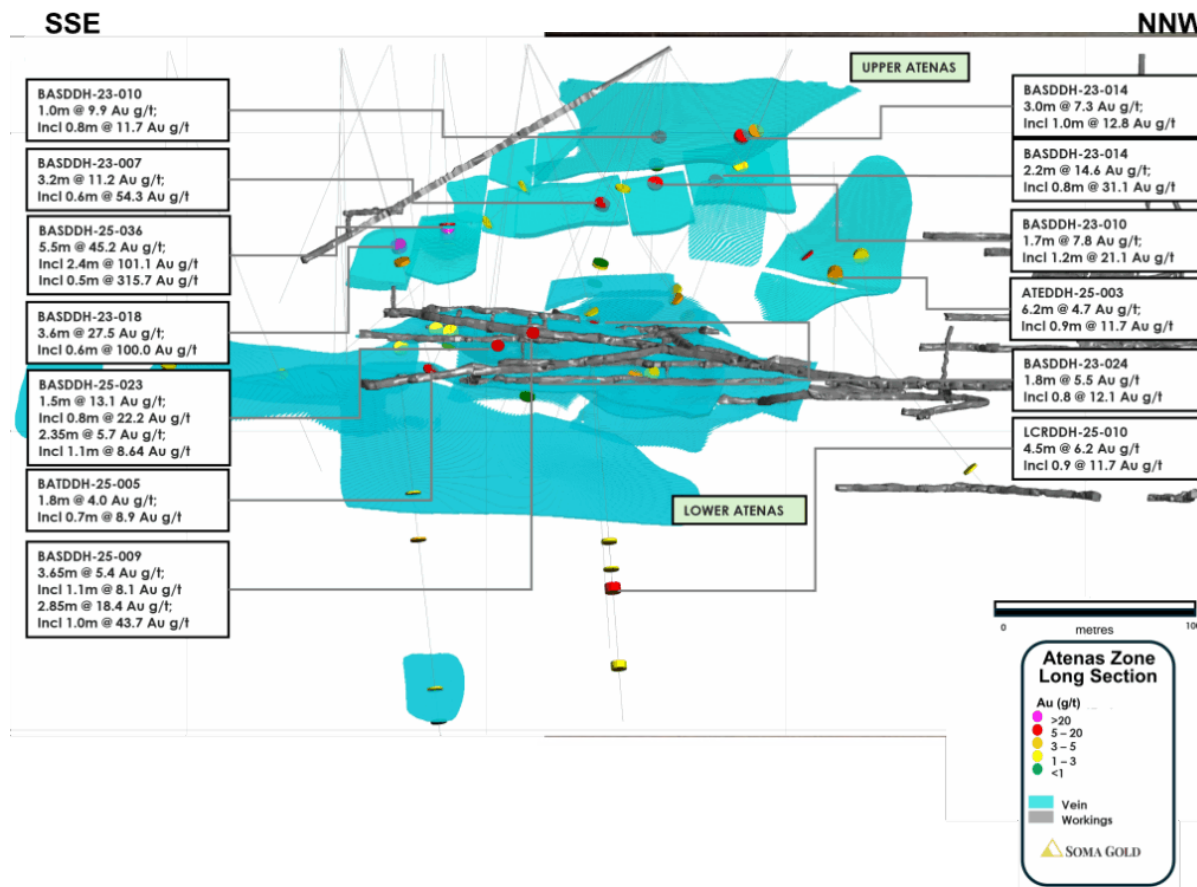 SSE
NNW
UPPER ATENAS
BASDDH-23-010
1.0m @ 9.9 Au g/t;
Incl 0.8m @ 11.7 Au g/t
BASDDH-23-007
3.2m @ 11.2 Au g/t;
Incl 0.6m @ 54.3 Au g/t
BASDDH-25-036
5.5m @ 45.2 Au g/t;
Incl 2.4m @ 101.1 Au g/t
Incl 0.5m @ 315.7 Au g/t
BASDDH-23-018
3.6m @ 27.5 Au g/t;
Incl 0.6m @ 100.0 Au g/t
BASDDH-25-023
1.5m @ 13.1 Au g/t;
Incl 0.8m @ 22.2 Au g/t
2.35m @ 5.7 Au g/t;
Incl 1.1m @ 8.64 Au g/t
BATDDH-25-005
1.8m @ 4.0 Au g/t;
Incl 0.7m @ 8.9 Au g/t
BASDDH-25-009
3.65m @ 5.4 Au g/t;
Incl 1.1m @ 8.1 Au g/t
2.85m @ 18.4 Au g/t;
Incl 1.0m @ 43.7 Au g/t
BASDDH-23-014
3.0m @ 7.3 Au g/t;
Incl 1.0m @ 12.8 Au g/t
BASDDH-23-014
2.2m @ 14.6 Au g/t;
Incl 0.8m @ 31.1 Au g/t
BASDDH-23-010
1.7m @ 7.8 Au g/t;
Incl 1.2m @ 21.1 Au g/t
ATEDDH-25-003
6.2m @ 4.7 Au g/t;
Incl 0.9m @ 11.7 Au g/t
BASDDH-23-024
1.8m @ 5.5 Au g/t
Incl 0.8 @ 12.1 Au g/t
LCRDDH-25-010
4.5m @ 6.2 Au g/t
Incl 0.9 @ 11.7 Au g/t
LOWER ATENAS
0 metres 100
Atenas Zone
Long Section
Au (g/t)
>20
5 – 20
3 – 5
1 – 3
<1
Vein
Workings
SOMA GOLD